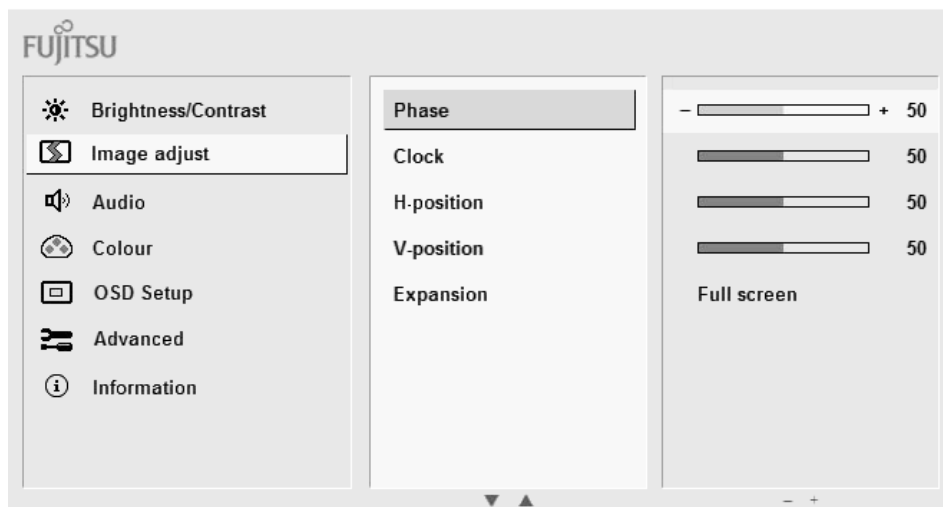 FUJITSU
Brightness/Contrast
Image adjust
Audio
Colour
OSD Setup
Advanced
Information
Phase
Clock
H-position
V-position
Expansion
- + 50
50
50
50
Full screen
▼ ▲
- +